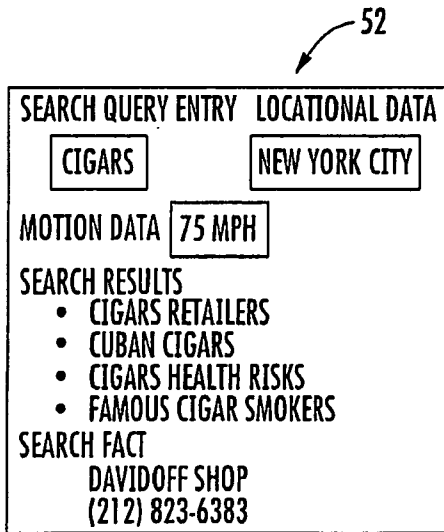 52
SEARCH QUERY ENTRY LOCATIONAL DATA
CIGARS NEW YORK CITY
MOTION DATA 75 MPH
SEARCH RESULTS
• CIGARS RETAILERS
• CUBAN CIGARS
• CIGARS HEALTH RISKS
• FAMOUS CIGAR SMOKERS
SEARCH FACT
DAVIDOFF SHOP
(212) 823-6383